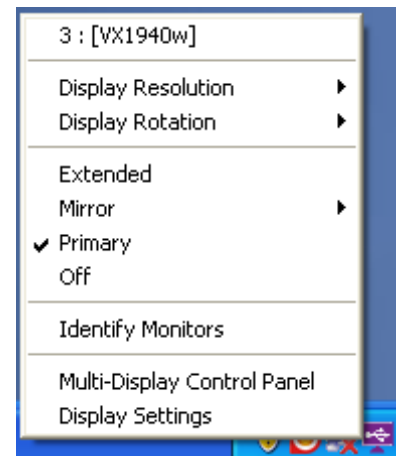 3 : [VX1940w]
Display Resolution
Display Rotation
Extended
Mirror
Primary
Off
Identify Monitors
Multi-Display Control Panel
Display Settings